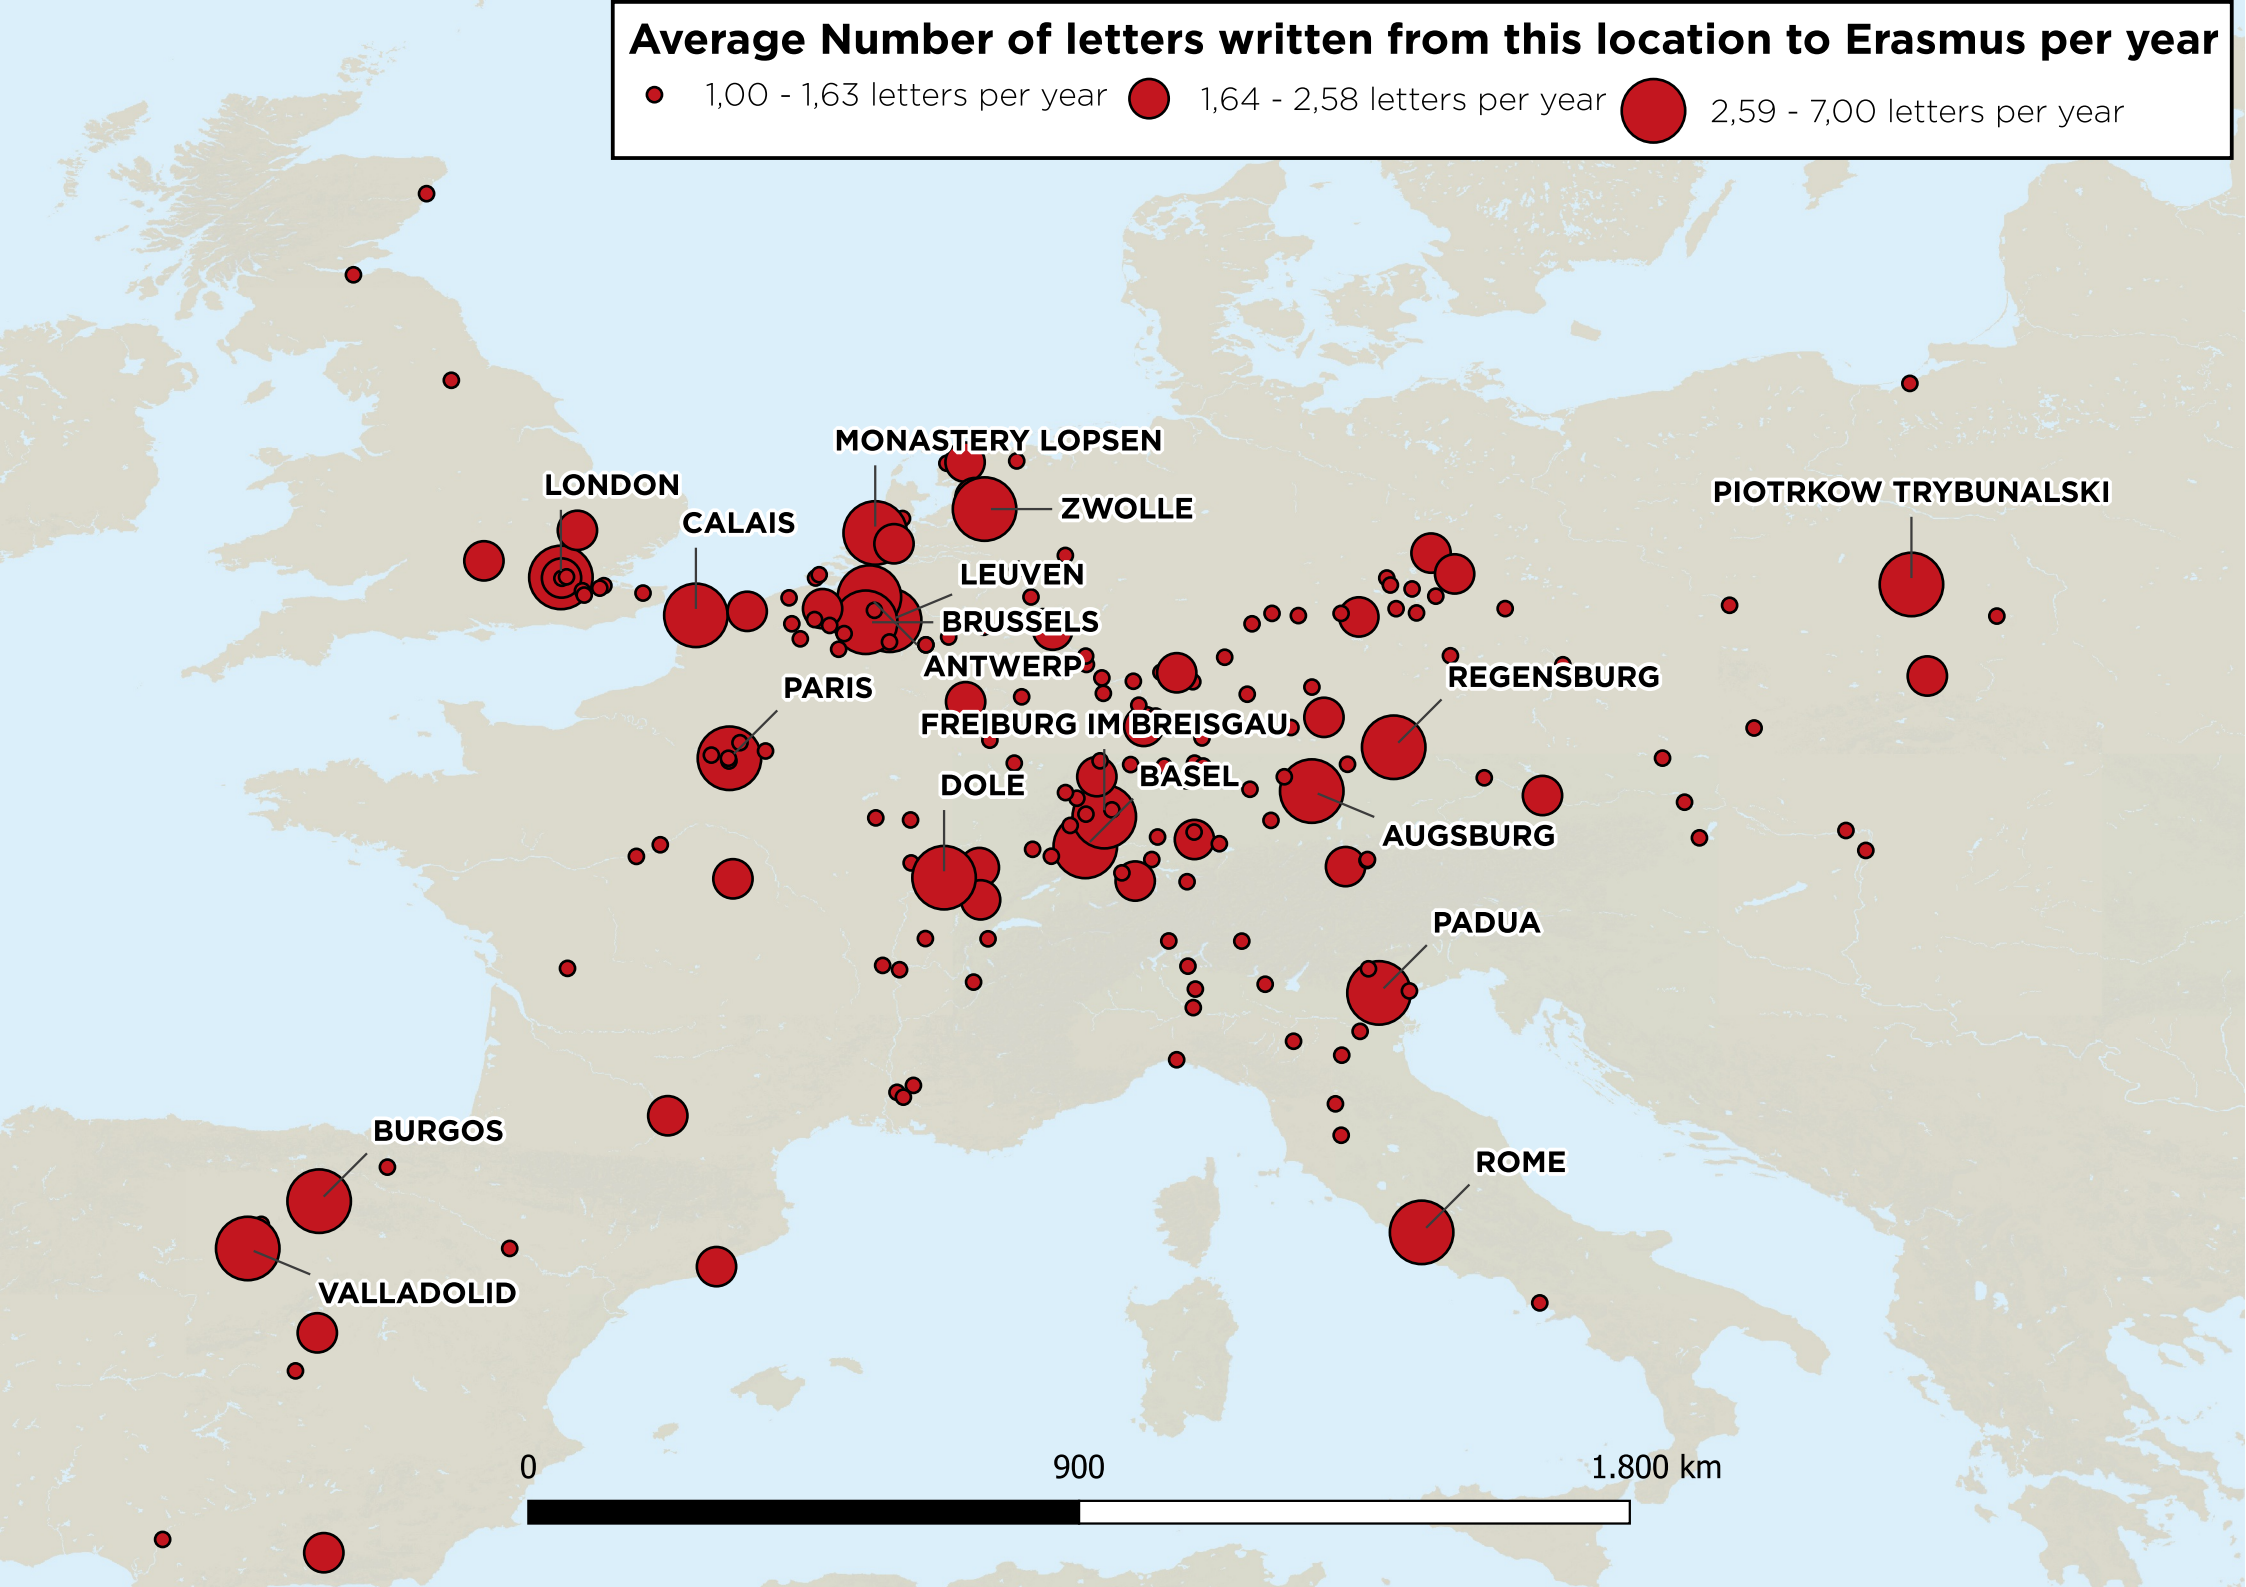 Average Number of letters written from this location to Erasmus per year
1,00 - 1,63 letters per year
1,64 - 2,58 letters per year
2,59 - 7,00 letters per year
MONASTERY LOPSEN
LONDON
PIOTRKOW TRYBUNALSKI
ZWOLLE
CALAIS
LEUVEN
BRUSSELS
ANTWERP
REGENSBURG
PARIS
FREIBURG IM BREISGAU
BASEL
DOLE
AUGSBURG
PADUA
BURGOS
ROME
VALLADOLID
0 900 1.800 km